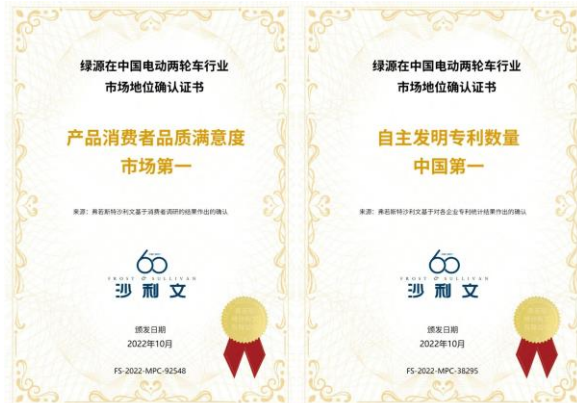 绿源在中国电动两轮车行业
市场地位确认证书
产品消费者品质满意度
市场第一
来源：弗若斯特沙利文基于消费者调研的结果作出的确认
60
FROST & SULLIVAN
沙利文
颁发日期
2022年10月
FS-2022-MPC-92548
绿源在中国电动两轮车行业
市场地位确认证书
自主发明专利数量
中国第一
来源：弗若斯特沙利文基于对各企业专利统计结果作出的确认
60
FROST & SULLIVAN
沙利文
颁发日期
2022年10月
FS-2022-MPC-38295